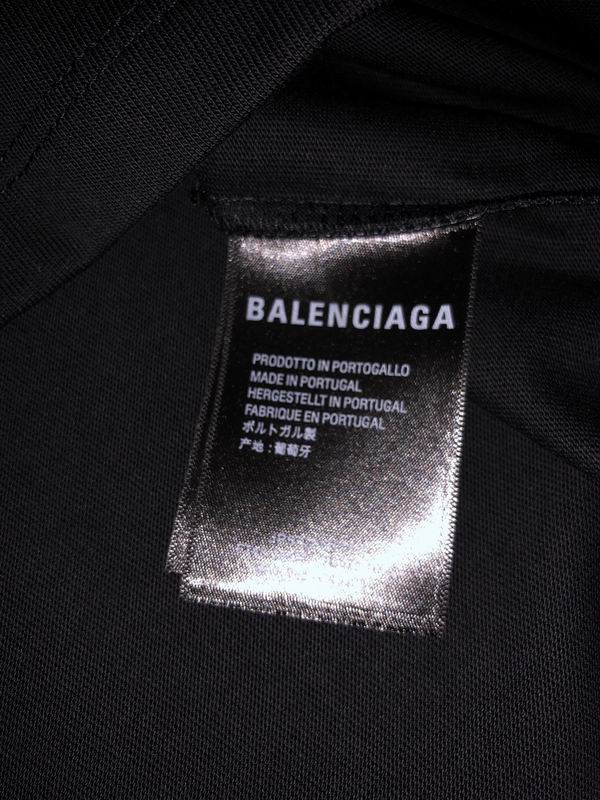 BALENCIAGA
PRODOTTO IN PORTOGALLO
MADE IN PORTUGAL
HERGESTELLT IN PORTUGAL
FABRIQUE EN PORTUGAL
ポルトガル製
产地：葡萄牙